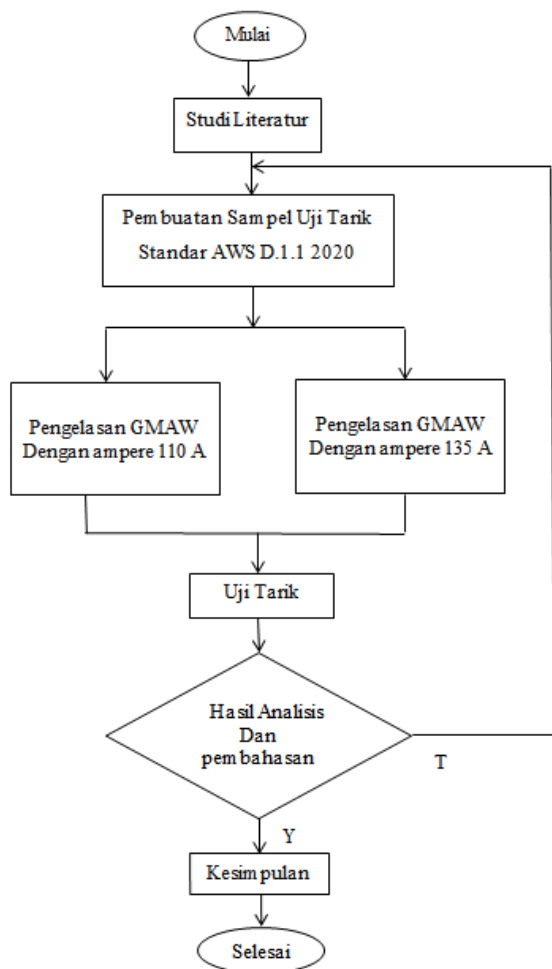 Mulai
Studi Literatur
Pembuatan Sampel Uji Tarik
Standar AWS D.1.1 2020
Pengelasan GMAW
Dengan ampere 110 A
Pengelasan GMAW
Dengan ampere 135 A
Uji Tarik
Hasil Analisis
Dan
pembahasan
T
Y
Kesimpulan
Selesai